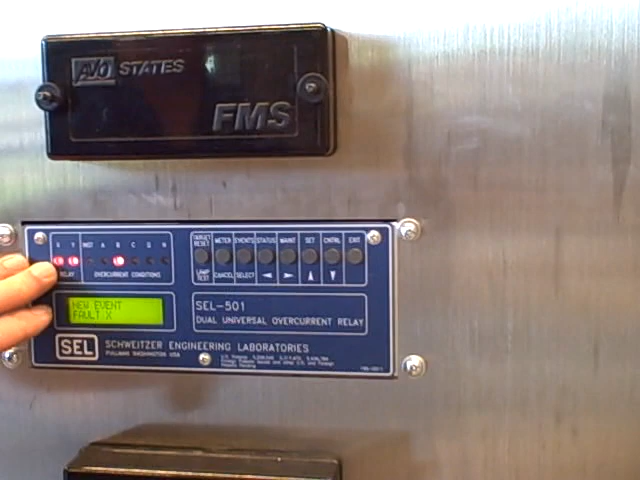 AVO STATES
FMS
X Y INST A B C Q N
RELAY OVERCURRENT CONDITIONS
TARGET RESET METER EVENTS STATUS MAINT SET CNTRL EXIT
LAMP TEST CANCEL SELECT
NEW EVENT
FAULT X
SEL-501
DUAL UNIVERSAL OVERCURRENT RELAY
SEL SCHWEITZER ENGINEERING LABORATORIES
PULLMAN WASHINGTON USA